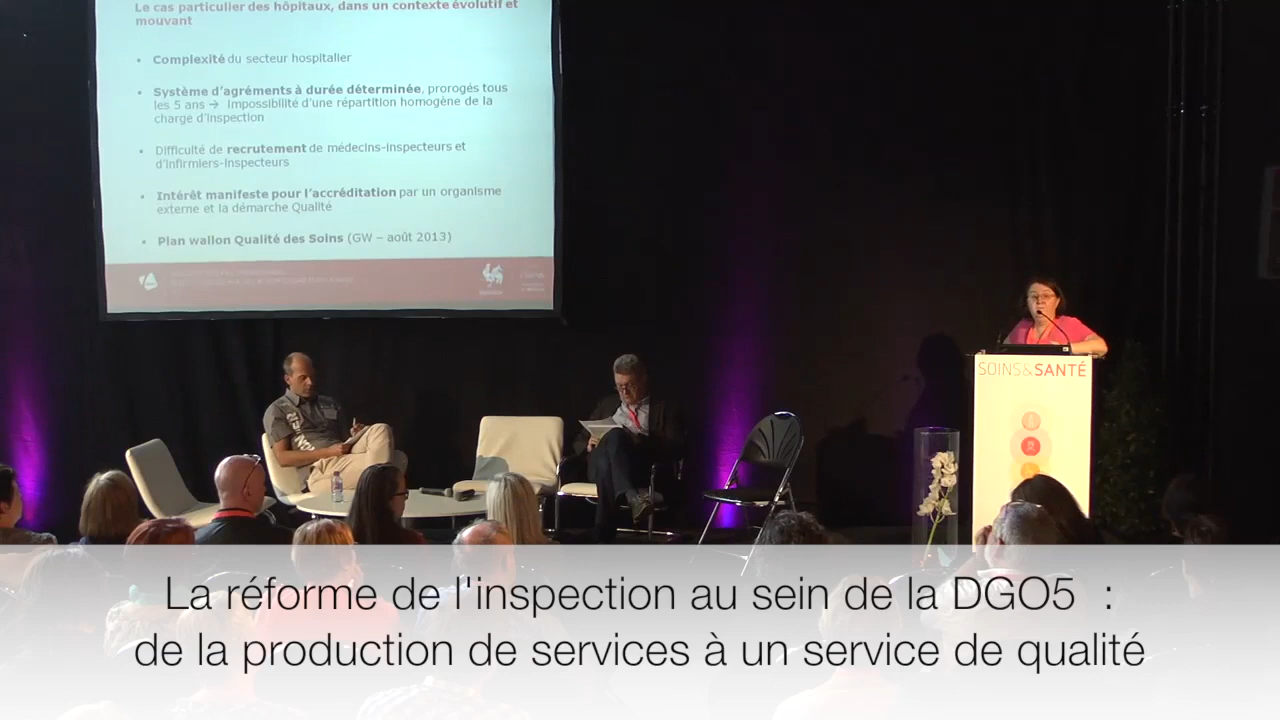 Le cas particulier des hôpitaux, dans un contexte évolutif et
mouvant
• Complexité du secteur hospitalier
• Système d'agréments à durée déterminée, prorogés tous
les 5 ans → Impossibilité d'une répartition homogène de la
charge d'inspection
• Difficulté de recrutement de médecins-inspecteurs et
d'infirmiers-inspecteurs
• Intérêt manifeste pour l'accréditation par un organisme
externe et la démarche Qualité
• Plan wallon Qualité des Soins (GW – août 2013)
SOINS&SANTÉ
La réforme de l'inspection au sein de la DGO5 :
de la production de services à un service de qualité